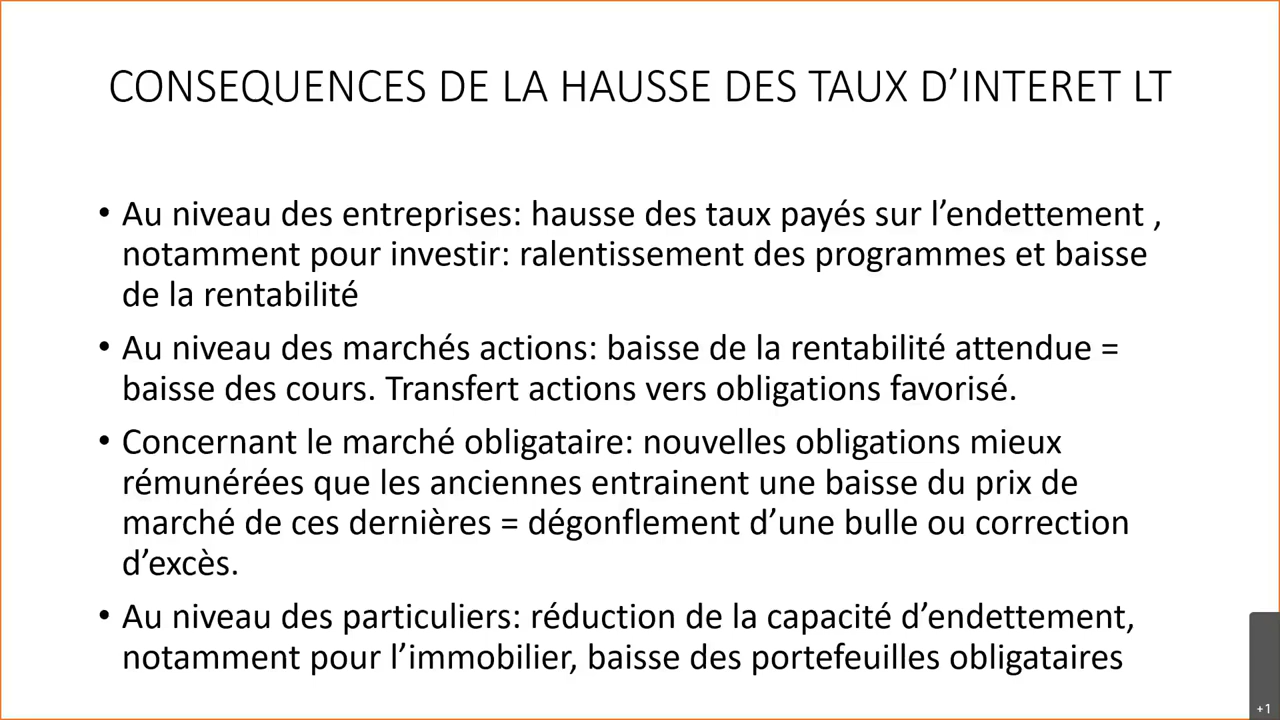 CONSEQUENCES DE LA HAUSSE DES TAUX D’INTERET LT
• Au niveau des entreprises: hausse des taux payés sur l’endettement ,
notamment pour investir: ralentissement des programmes et baisse
de la rentabilité
• Au niveau des marchés actions: baisse de la rentabilité attendue =
baisse des cours. Transfert actions vers obligations favorisé.
• Concernant le marché obligataire: nouvelles obligations mieux
rémunérées que les anciennes entrainent une baisse du prix de
marché de ces dernières = dégonflement d’une bulle ou correction
d’excès.
• Au niveau des particuliers: réduction de la capacité d’endettement,
notamment pour l’immobilier, baisse des portefeuilles obligataires
+1